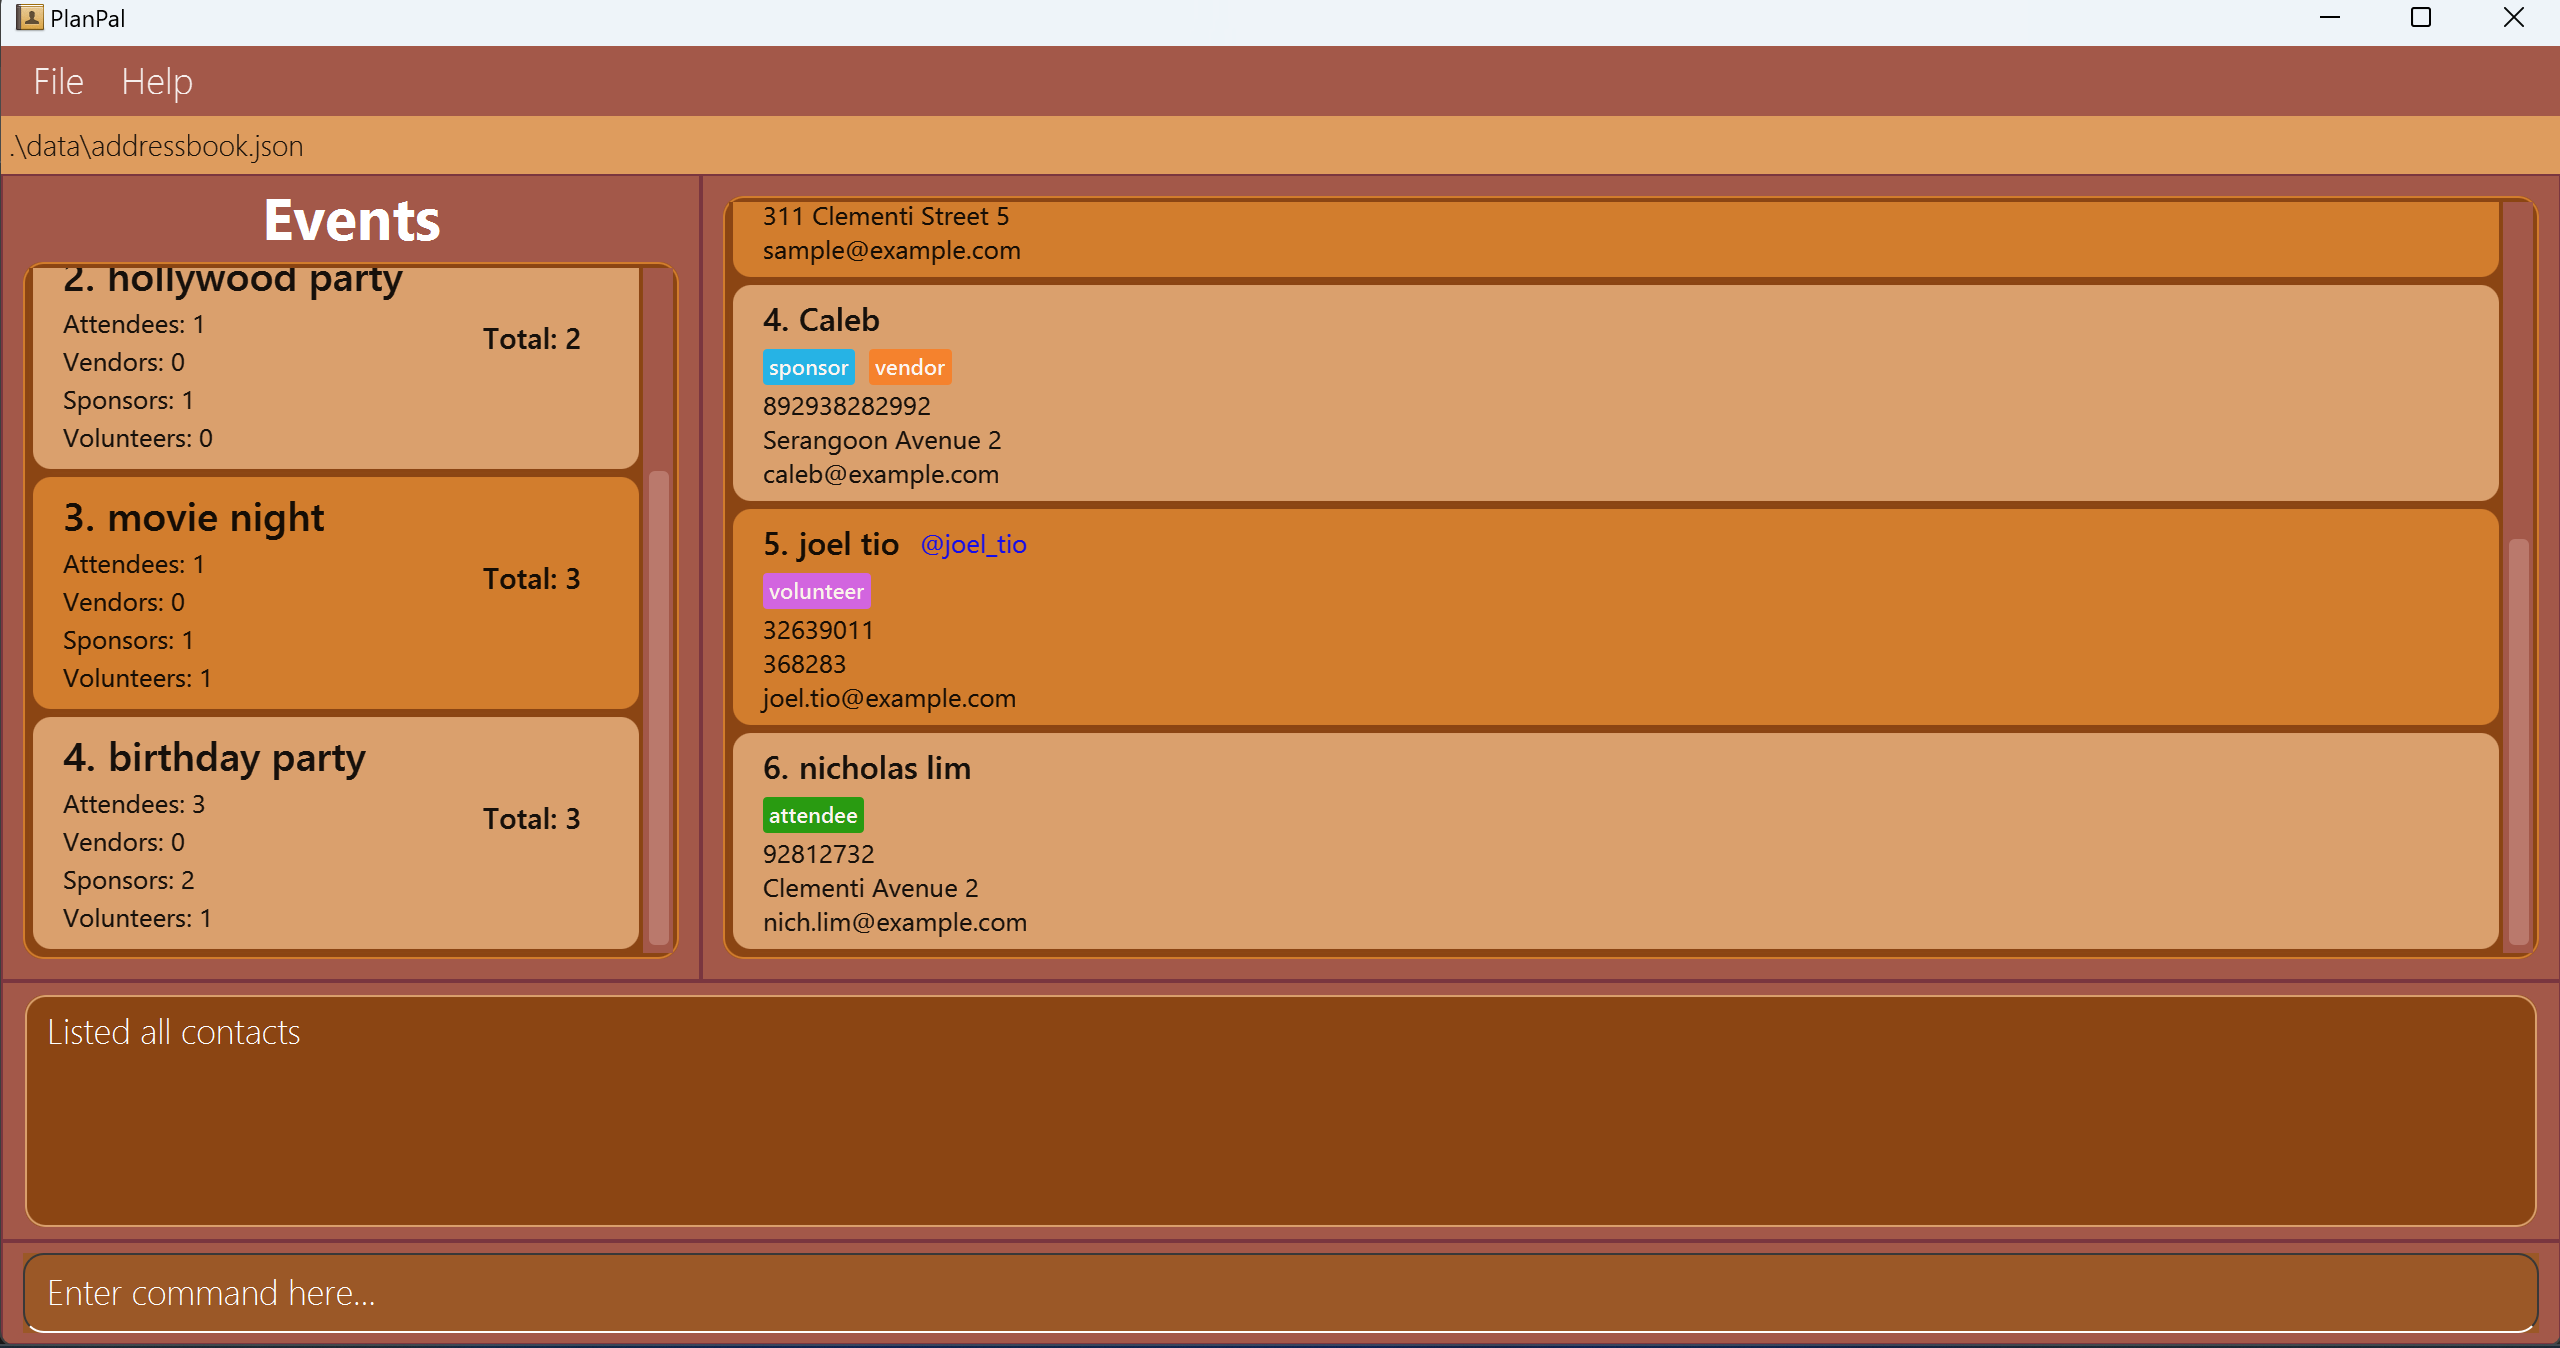 PlanPal
File Help
.\data\addressbook.json
Events
2. hollywood party
Attendees: 1
Total: 2
Vendors: 0
Sponsors: 1
Volunteers: 0
3. movie night
Attendees: 1
Total: 3
Vendors: 0
Sponsors: 1
Volunteers: 1
4. birthday party
Attendees: 3
Total: 3
Vendors: 0
Sponsors: 2
Volunteers: 1
311 Clementi Street 5
sample@example.com
4. Caleb
sponsor vendor
892938282992
Serangoon Avenue 2
caleb@example.com
5. joel tio @joel_tio
volunteer
32639011
368283
joel.tio@example.com
6. nicholas lim
attendee
92812732
Clementi Avenue 2
nich.lim@example.com
Listed all contacts
Enter command here...